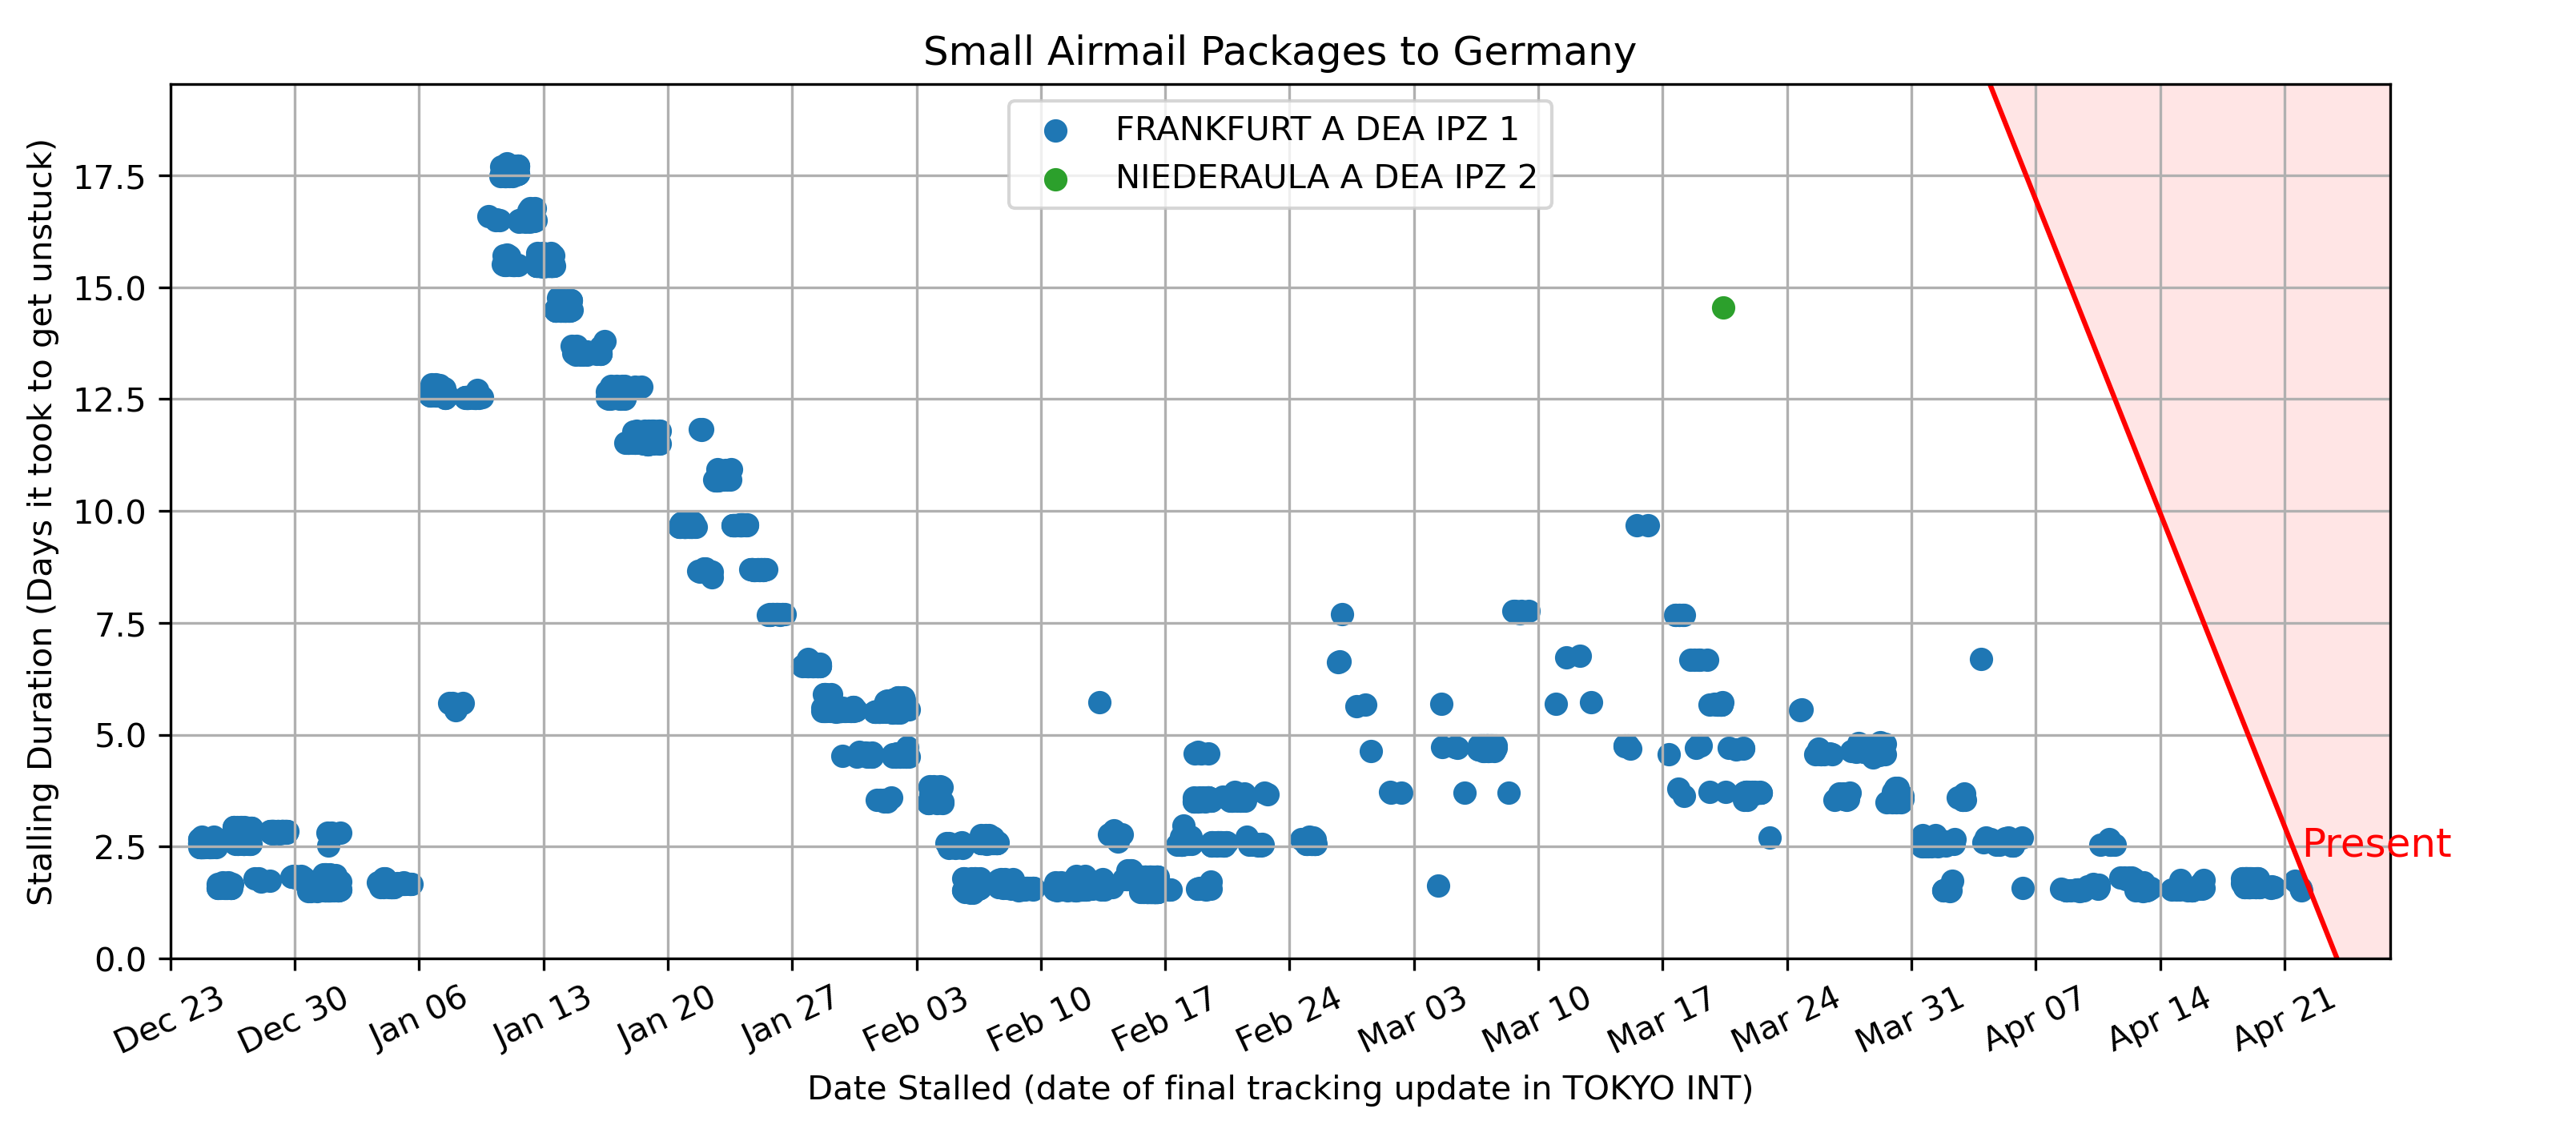 Small Airmail Packages to Germany
FRANKFURT A DEA IPZ 1
NIEDERAULA A DEA IPZ 2
Stalling Duration (Days it took to get unstuck)
17.5
15.0
12.5
10.0
7.5
5.0
2.5
0.0
Present
Dec 23
Dec 30
Jan 06
Jan 13
Jan 20
Jan 27
Feb 03
Feb 10
Feb 17
Feb 24
Mar 03
Mar 10
Mar 17
Mar 24
Mar 31
Apr 07
Apr 14
Apr 21
Date Stalled (date of final tracking update in TOKYO INT)